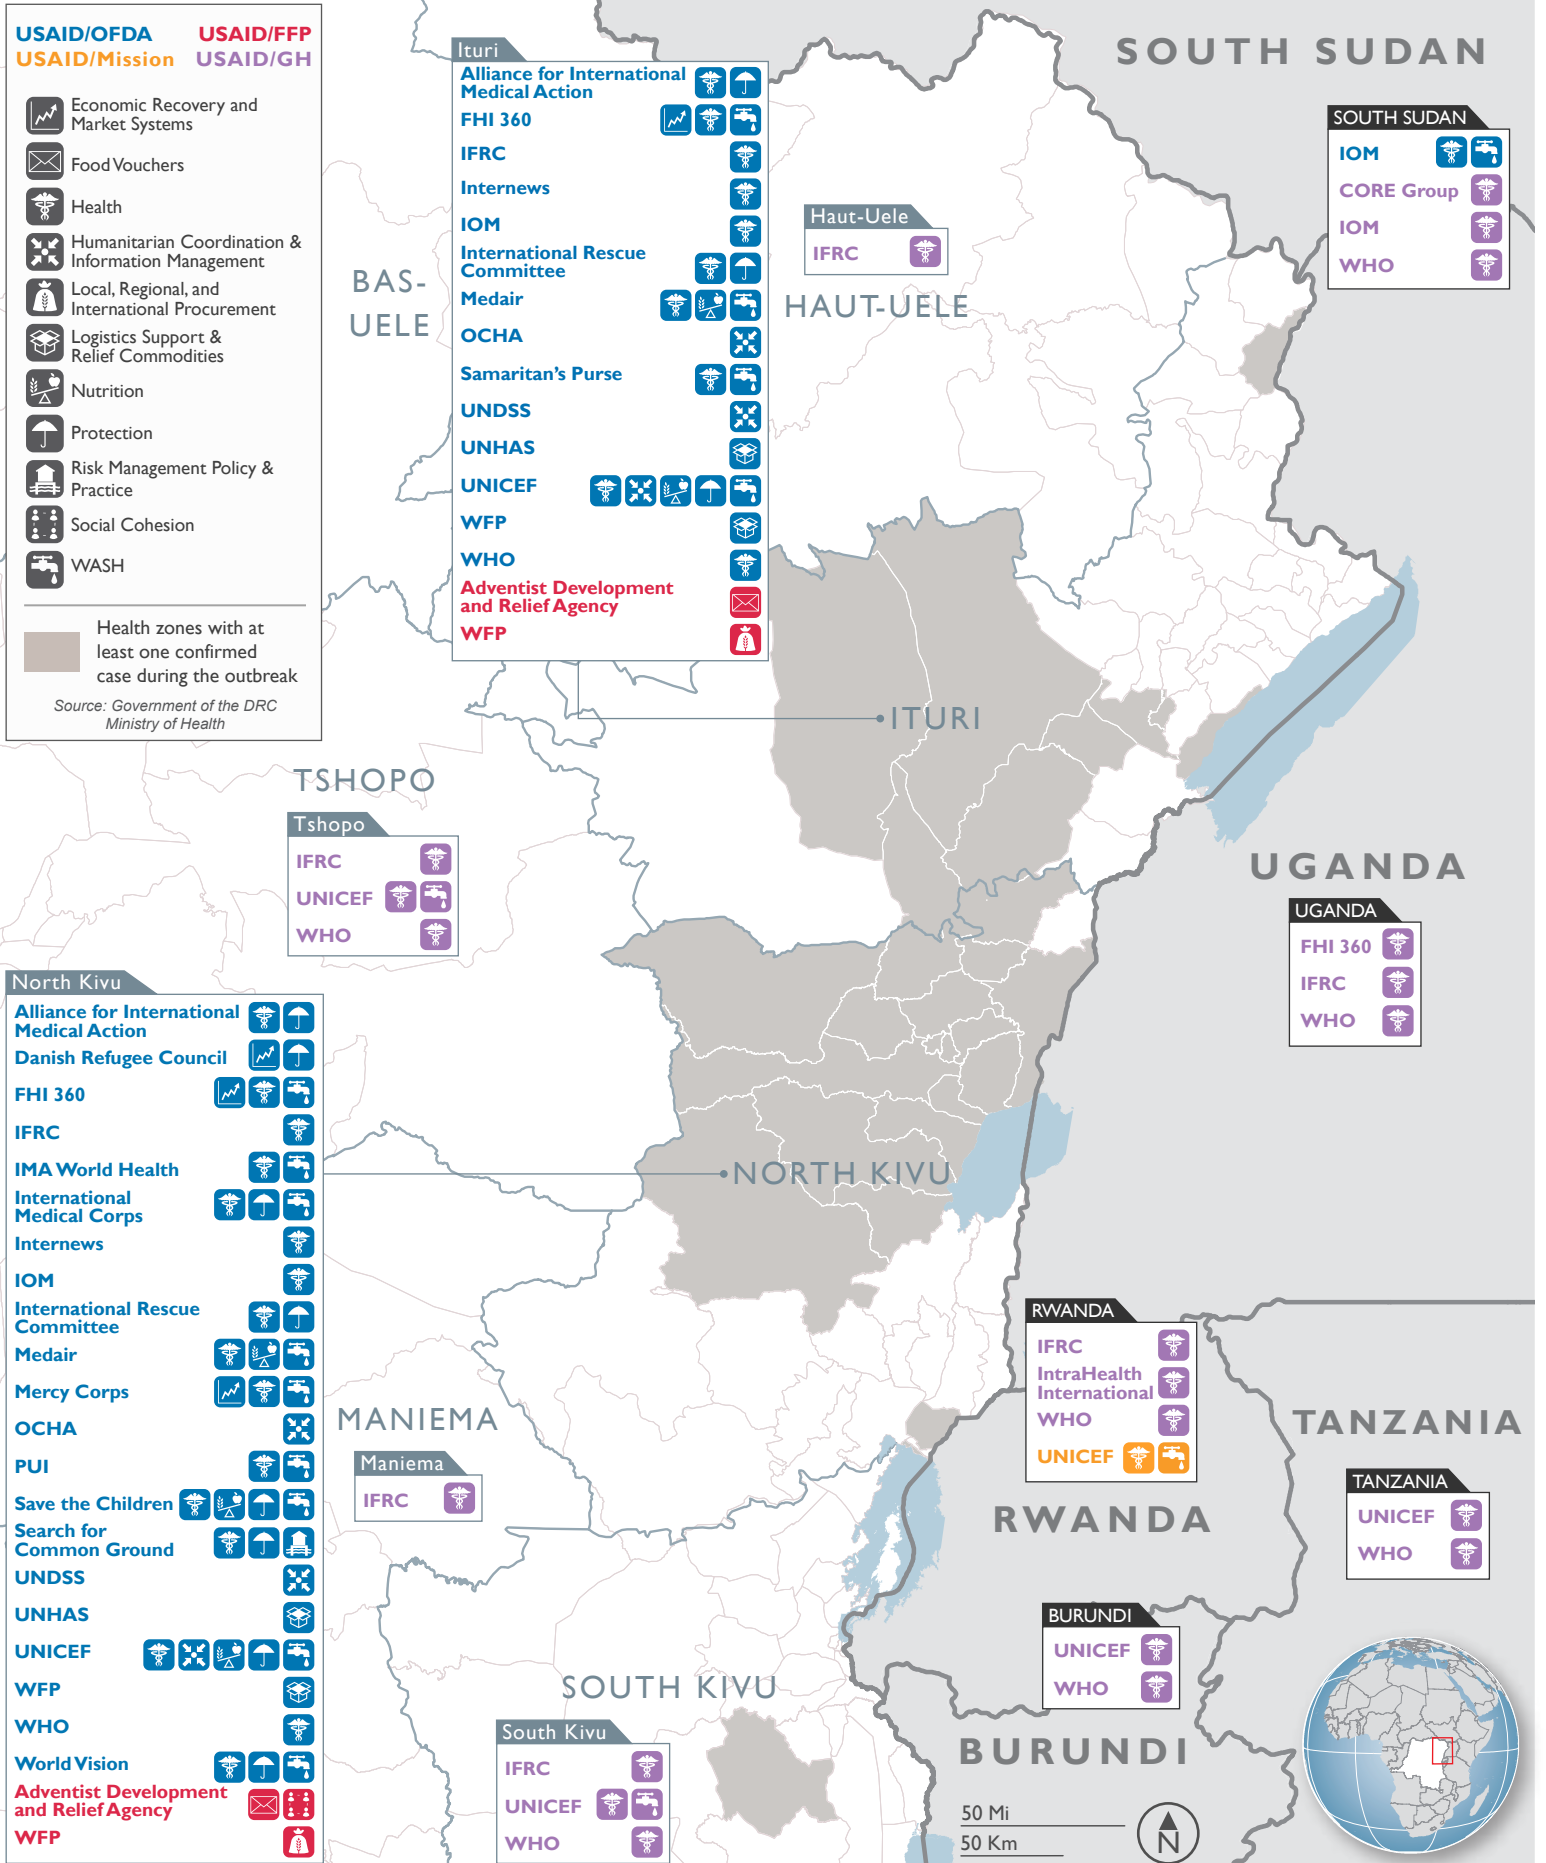 USAID/OFDA USAID/FFP
USAID/Mission USAID/GH
Economic Recovery and
Market Systems
Food Vouchers
Health
Humanitarian Coordination &
Information Management
Local, Regional, and
International Procurement
Logistics Support &
Relief Commodities
Nutrition
Protection
Risk Management Policy &
Practice
Social Cohesion
WASH
Health zones with at
least one confirmed
case during the outbreak
Source: Government of the DRC
Ministry of Health
Ituri
Alliance for International
Medical Action
FHI 360
IFRC
Internews
IOM
International Rescue
Committee
Medair
OCHA
Samaritan's Purse
UNDSS
UNHAS
UNICEF
WFP
WHO
Adventist Development
and Relief Agency
WFP
SOUTH SUDAN
SOUTH SUDAN
IOM
CORE Group
IOM
WHO
Haut-Uele
IFRC
HAUT-UELE
BAS-
UELE
ITURI
TSHOPO
Tshopo
IFRC
UNICEF
WHO
UGANDA
UGANDA
FHI 360
IFRC
WHO
North Kivu
Alliance for International
Medical Action
Danish Refugee Council
FHI 360
IFRC
IMA World Health
International
Medical Corps
Internews
IOM
International Rescue
Committee
Medair
Mercy Corps
OCHA
PUI
Save the Children
Search for
Common Ground
UNDSS
UNHAS
UNICEF
WFP
WHO
World Vision
Adventist Development
and Relief Agency
WFP
NORTH KIVU
RWANDA
IFRC
IntraHealth
International
WHO
UNICEF
RWANDA
MANIEMA
Maniema
IFRC
TANZANIA
TANZANIA
UNICEF
WHO
BURUNDI
UNICEF
WHO
BURUNDI
SOUTH KIVU
South Kivu
IFRC
UNICEF
WHO
50 Mi
50 Km
N